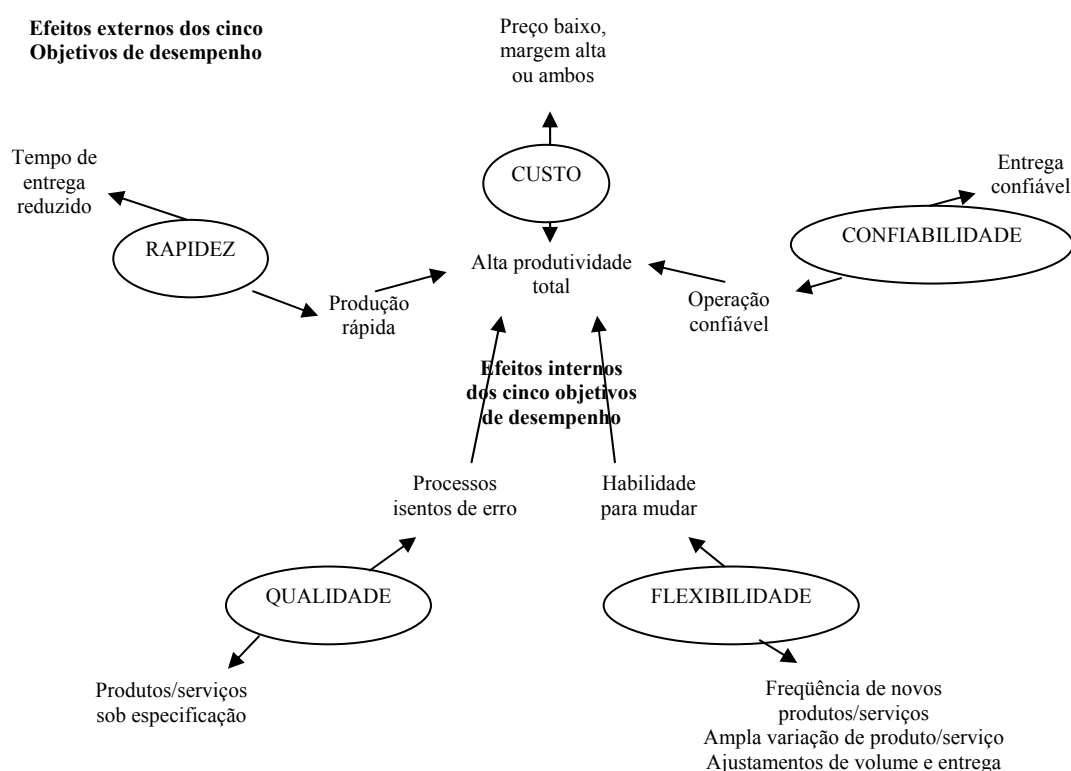 Efeitos externos dos cinco
Objetivos de desempenho
Preço baixo,
margem alta
ou ambos
Tempo de
entrega
reduzido
CUSTO
Entrega
confiável
RAPIDEZ
CONFIABILIDADE
Alta produtividade
total
Produção
rápida
Operação
confiável
Efeitos internos
dos cinco objetivos
de desempenho
Processos
isentos de erro
Habilidade
para mudar
QUALIDADE
FLEXIBILIDADE
Produtos/serviços
sob especificação
Freqüência de novos
produtos/serviços
Ampla variação de produto/serviço
Ajustamentos de volume e entrega